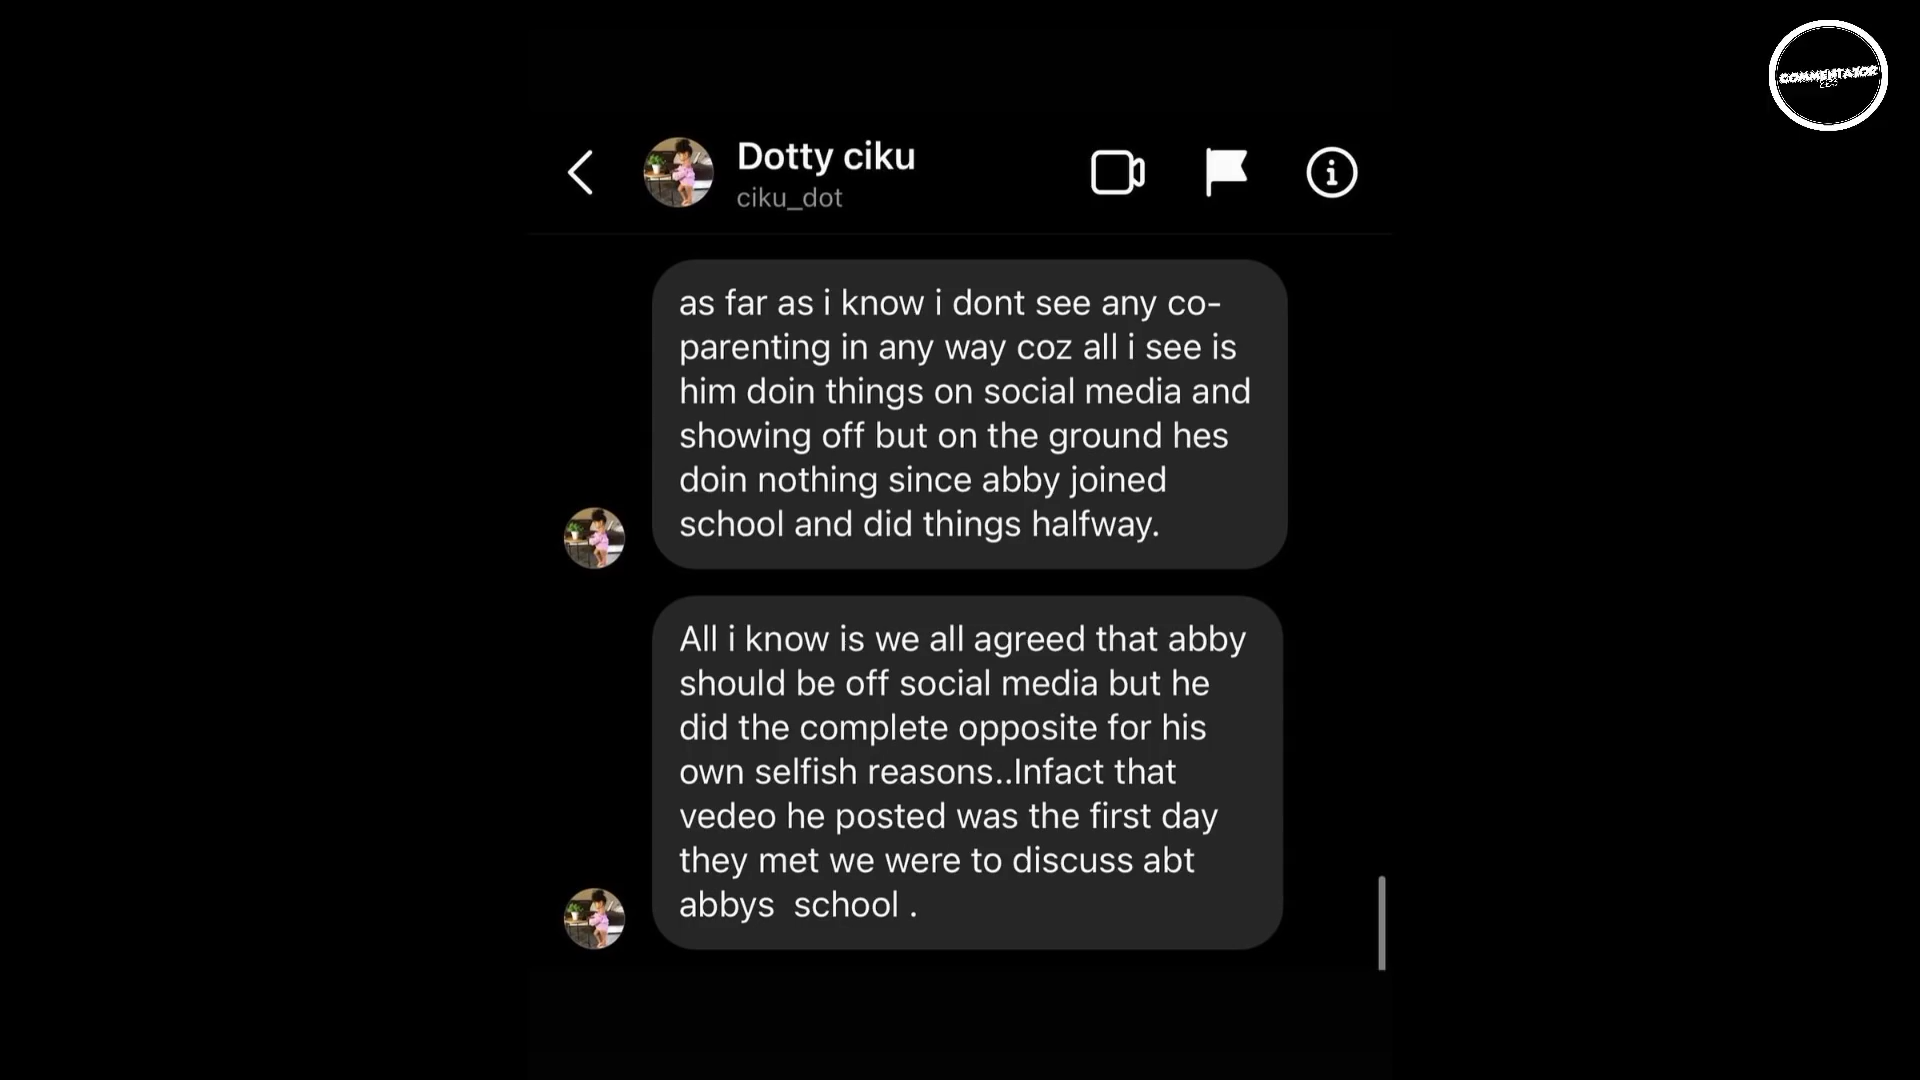 COMMENTATOR
Dotty ciku
ciku_dot
as far as i know i dont see any co-
parenting in any way coz all i see is
him doin things on social media and
showing off but on the ground hes
doin nothing since abby joined
school and did things halfway.
All i know is we all agreed that abby
should be off social media but he
did the complete opposite for his
own selfish reasons..Infact that
vedeo he posted was the first day
they met we were to discuss abt
abbys  school .